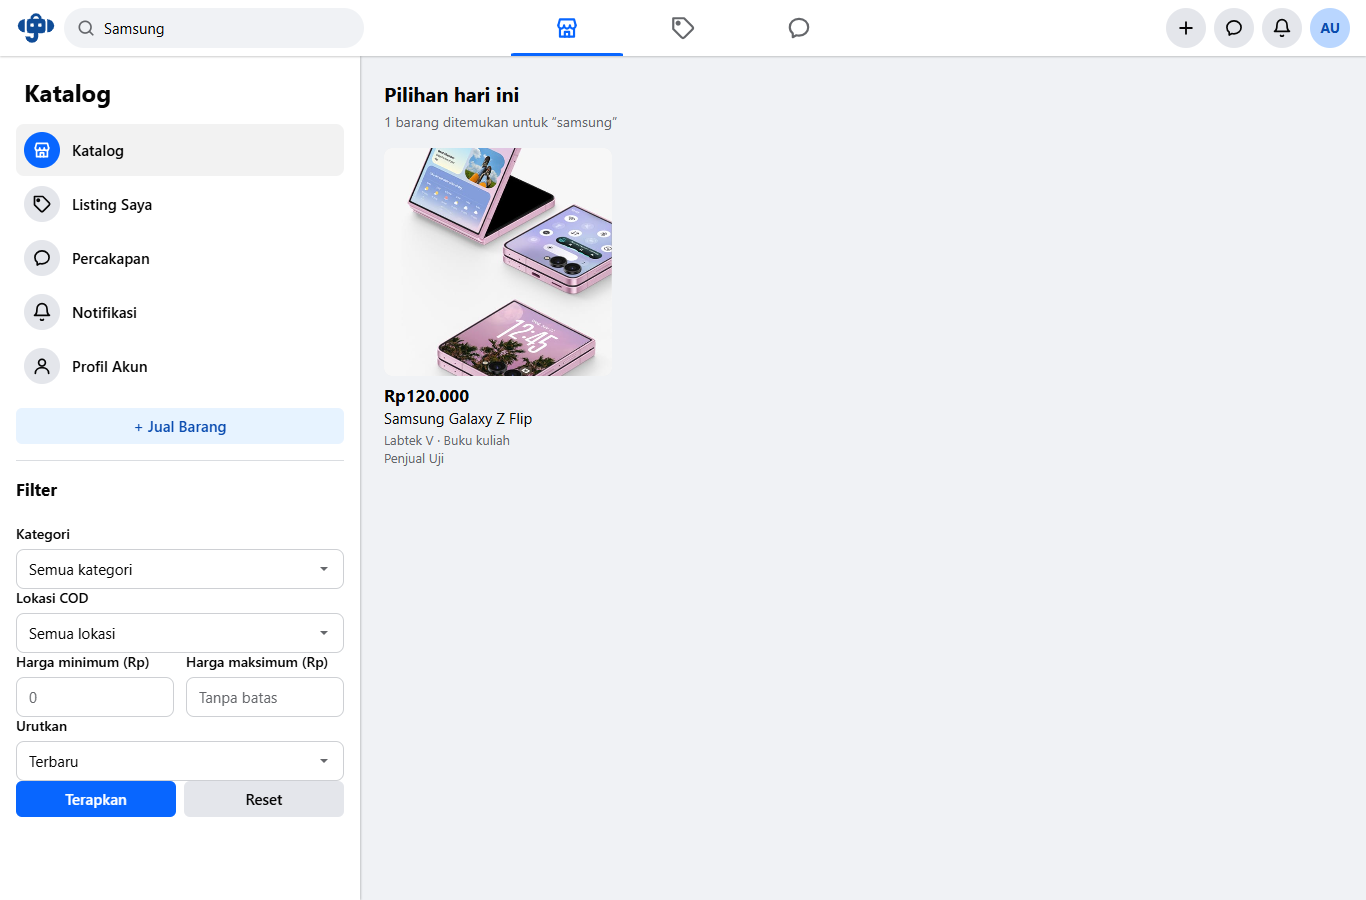 Samsung
AU
Katalog
Katalog
Listing Saya
Percakapan
Notifikasi
Profil Akun
+ Jual Barang
Filter
Kategori
Semua kategori
Lokasi COD
Semua lokasi
Harga minimum (Rp) Harga maksimum (Rp)
0 Tanpa batas
Urutkan
Terbaru
Terapkan Reset
Pilihan hari ini
1 barang ditemukan untuk “samsung”
12:45
Rp120.000
Samsung Galaxy Z Flip
Labtek V · Buku kuliah
Penjual Uji